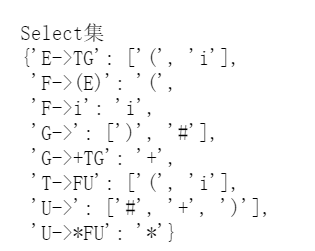 Select集
{'E->TG': ['(', 'i'],
'F->(E)': '(',
'F->i': 'i',
'G->': [')', '#'],
'G->+TG': '+',
'T->FU': ['(', 'i'],
'U->': ['#', '+', ')'],
'U->*FU': '*'}